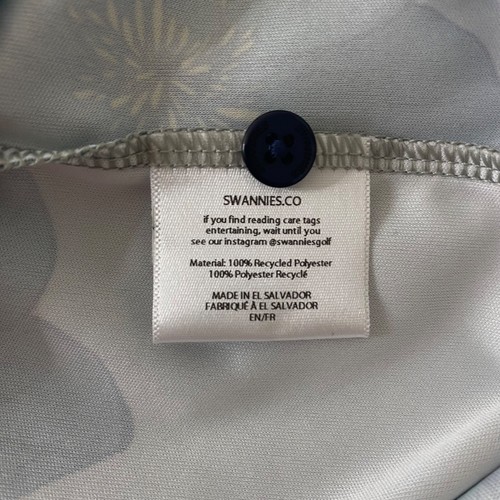 SWANNIES.CO
if you find reading care tags
entertaining, wait until you
see our instagram @swanniesgolf
Material: 100% Recycled Polyester
100% Polyester Recyclé
MADE IN EL SALVADOR
FABRIQUÉ À EL SALVADOR
EN/FR